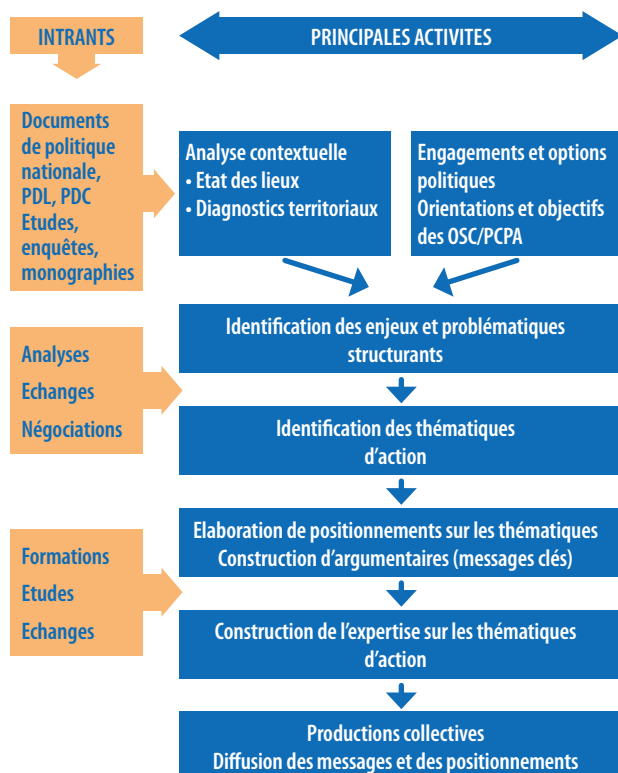 INTRANTS
PRINCIPALES ACTIVITES
Documents
de politique
nationale,
PDL, PDC
Etudes,
enquêtes,
monographies
Analyse contextuelle
• Etat des lieux
• Diagnostics territoriaux
Engagements et options
politiques
Orientations et objectifs
des OSC/PCPA
Identification des enjeux et problématiques
structurants
Analyses
Echanges
Négociations
Identification des thématiques
d'action
Elaboration de positionnements sur les thématiques
Construction d'argumentaires (messages clés)
Formations
Etudes
Echanges
Construction de l'expertise sur les thématiques
d'action
Productions collectives
Diffusion des messages et des positionnements